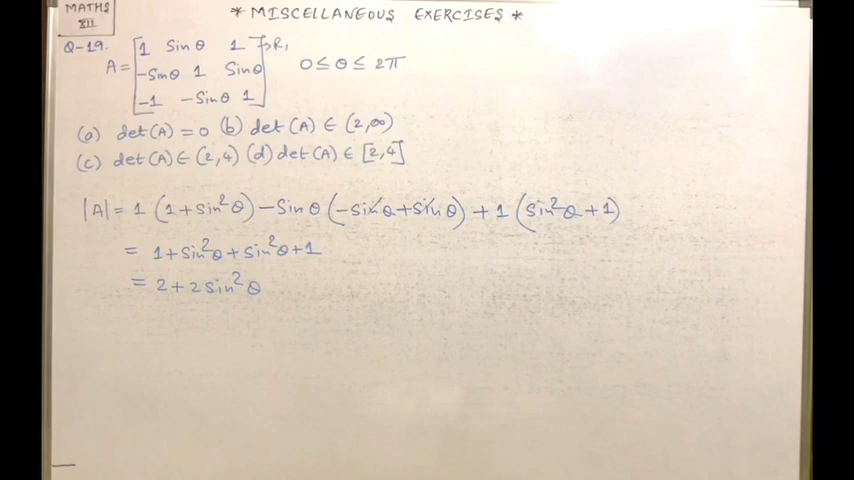 MATHS
XII
* MISCELLANEOUS EXERCISES *
Q-19.
A = [1 Sinθ 1 → R₁
-Sinθ 1 Sinθ
-1 -Sinθ 1] 0 ≤ θ ≤ 2π
(a) det(A) = 0 (b) det(A) ∈ (2,∞)
(c) det(A) ∈ (2,4) (d) det(A) ∈ [2,4]
|A| = 1 (1+sin²θ) - Sinθ (-sinθ+sinθ) + 1 (sin²θ+1)
= 1+sin²θ+sin²θ+1
= 2+2sin²θ